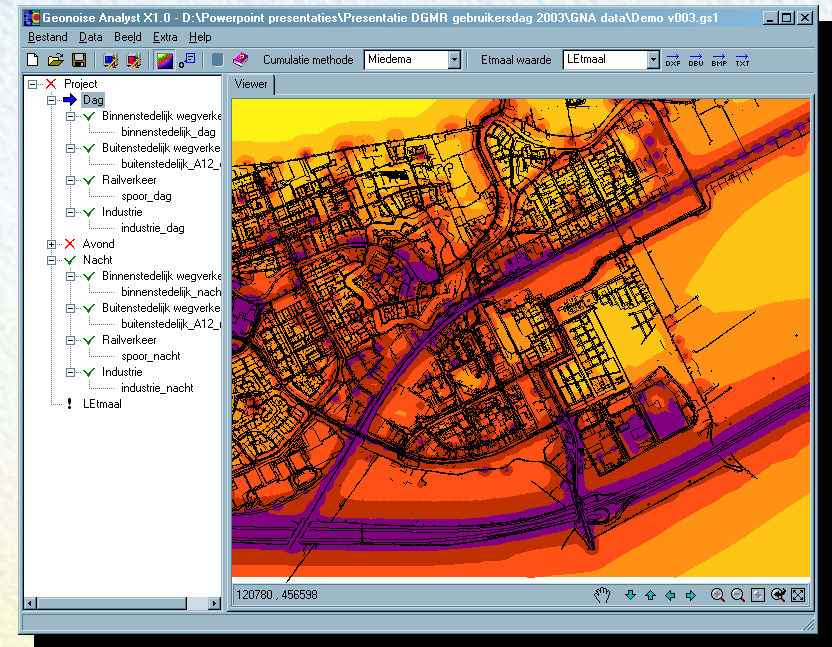 Geonoise Analyst X1.0 - D:\Powerpoint presentaties\Presentatie DGMR gebruikersdag 2003\GNA data\Demo v003.gs1
Bestand Data Beeld Extra Help
Cumulatie methode Miedema Etmaal waarde LEtmaal DXF DBU BMP TXT
Viewer
Project
Dag
Binnenstedelijk wegverke
binnenstedelijk_dag
Buitenstedelijk wegverke
buitenstedelijk_A12_
Railverkeer
spoor_dag
Industrie
industrie_dag
Avond
Nacht
Binnenstedelijk wegverke
binnenstedelijk_nach
Buitenstedelijk wegverke
buitenstedelijk_A12_
Railverkeer
spoor_nacht
Industrie
industrie_nacht
LEtmaal
120780 , 456598